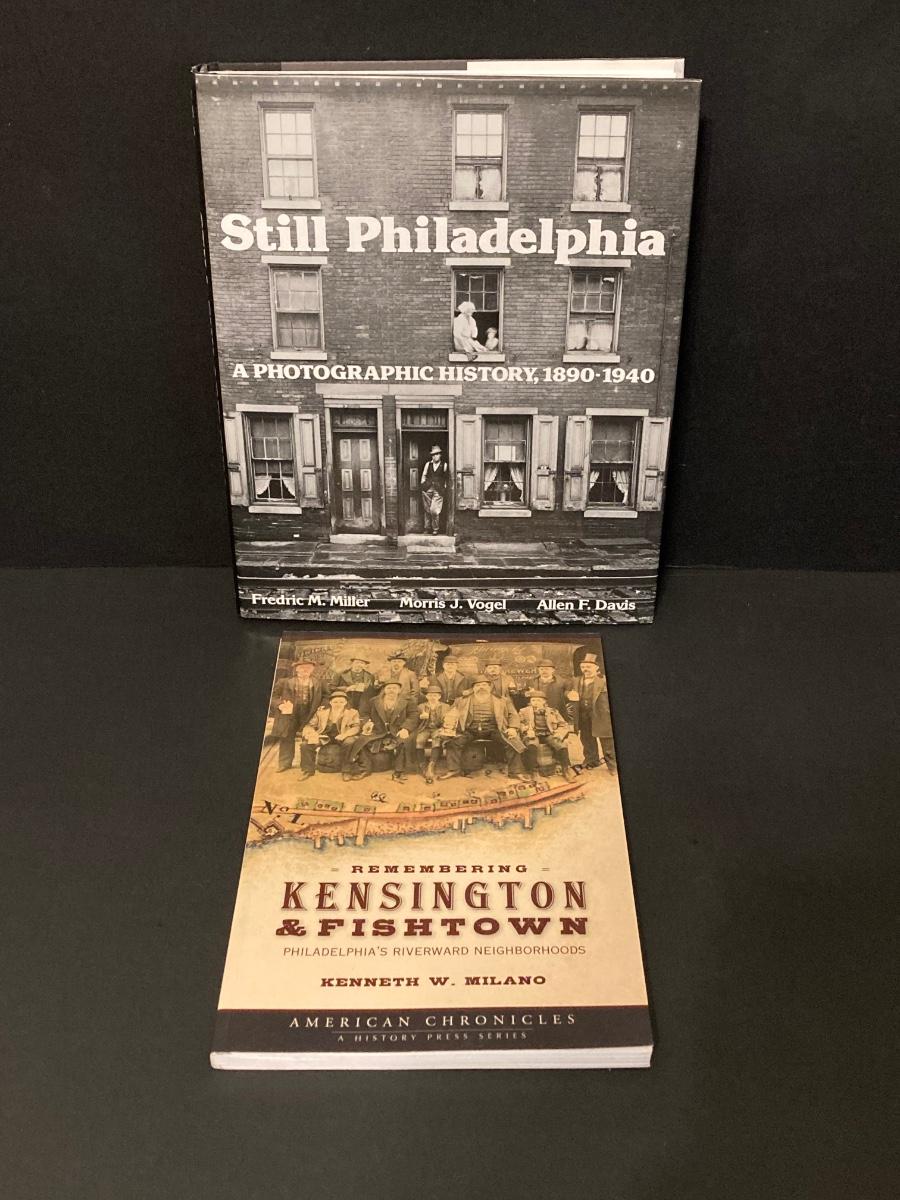 Still Philadelphia
A PHOTOGRAPHIC HISTORY, 1890-1940
Fredric M. Miller Morris J. Vogel Allen F. Davis
No. I.
REMEMBERING
KENSINGTON
& FISHTOWN
PHILADELPHIA'S RIVERWARD NEIGHBORHOODS
KENNETH W. MILANO
AMERICAN CHRONICLES
A HISTORY PRESS SERIES